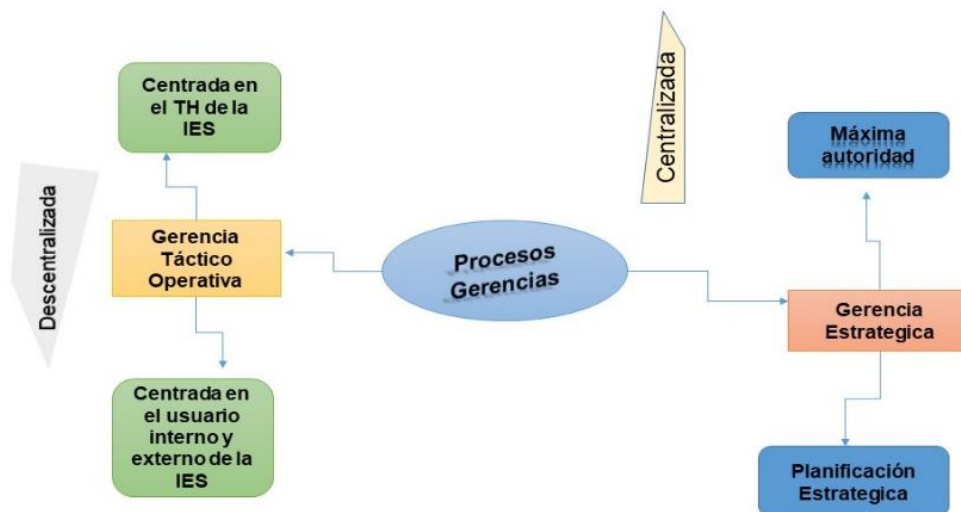 Centrada en
el TH de la
IES
Descentralizada
Gerencia
Táctico
Operativa
Centrada en
el usuario
interno y
externo de la
IES
Procesos
Gerencias
Centralizada
Máxima
autoridad
Gerencia
Estrategica
Planificación
Estrategica